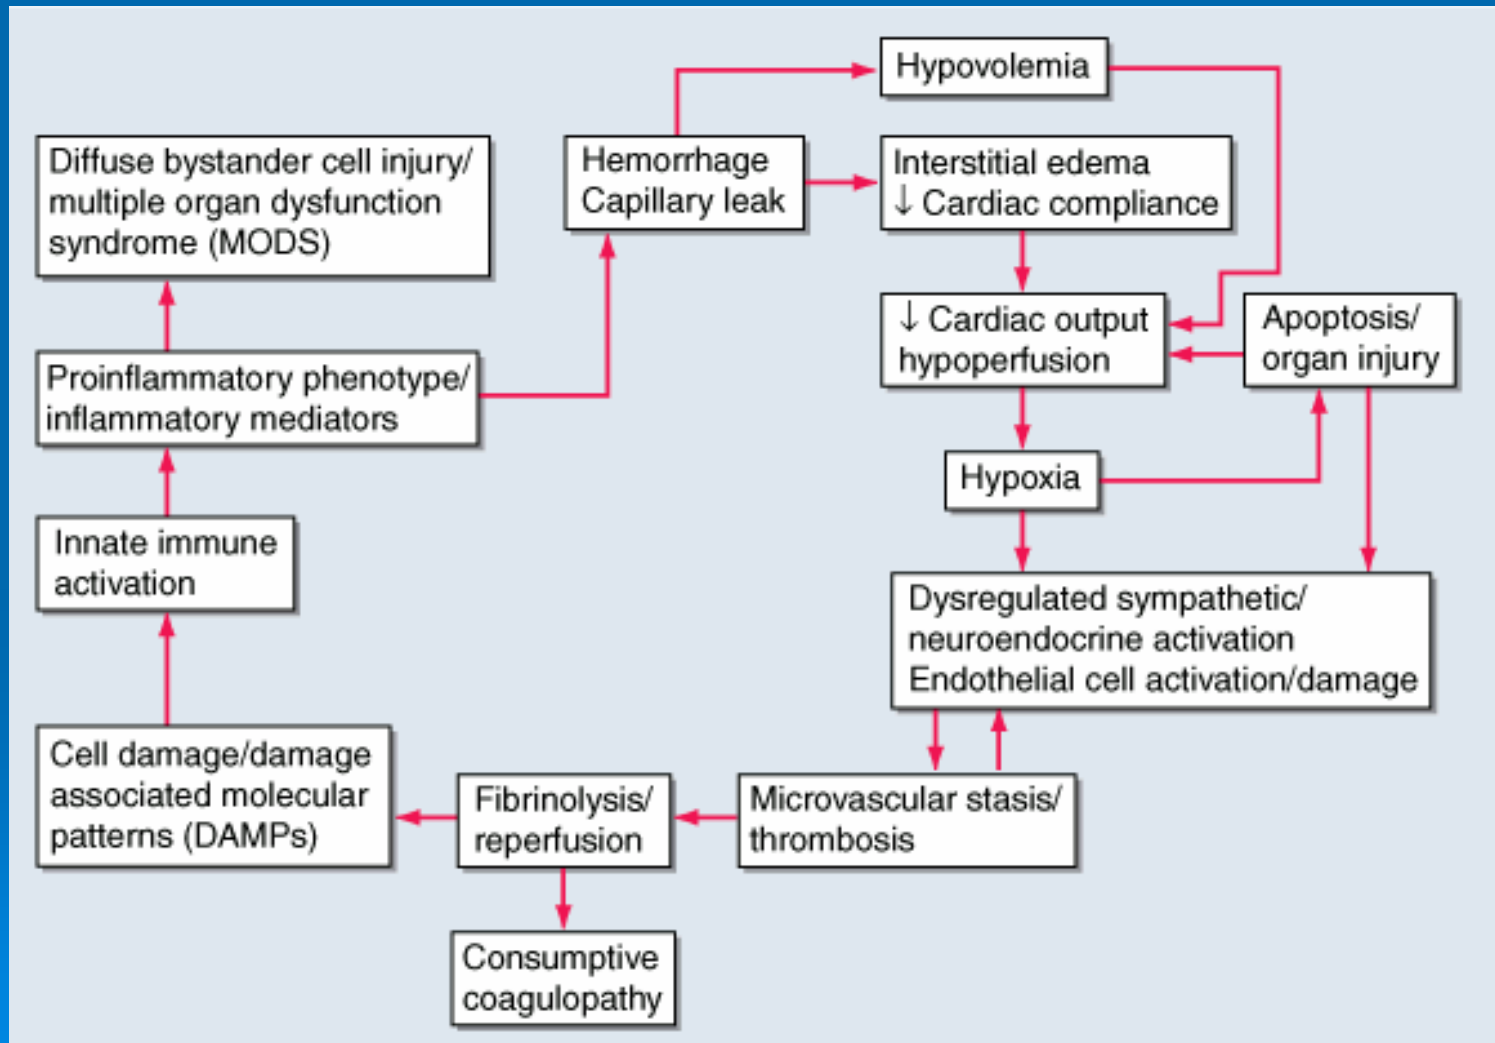 Hypovolemia
Diffuse bystander cell injury/
multiple organ dysfunction
syndrome (MODS)
Hemorrhage
Capillary leak
Interstitial edema
↓ Cardiac compliance
↓ Cardiac output
hypoperfusion
Apoptosis/
organ injury
Proinflammatory phenotype/
inflammatory mediators
Hypoxia
Innate immune
activation
Dysregulated sympathetic/
neuroendocrine activation
Endothelial cell activation/damage
Cell damage/damage
associated molecular
patterns (DAMPs)
Fibrinolysis/
reperfusion
Microvascular stasis/
thrombosis
Consumptive
coagulopathy